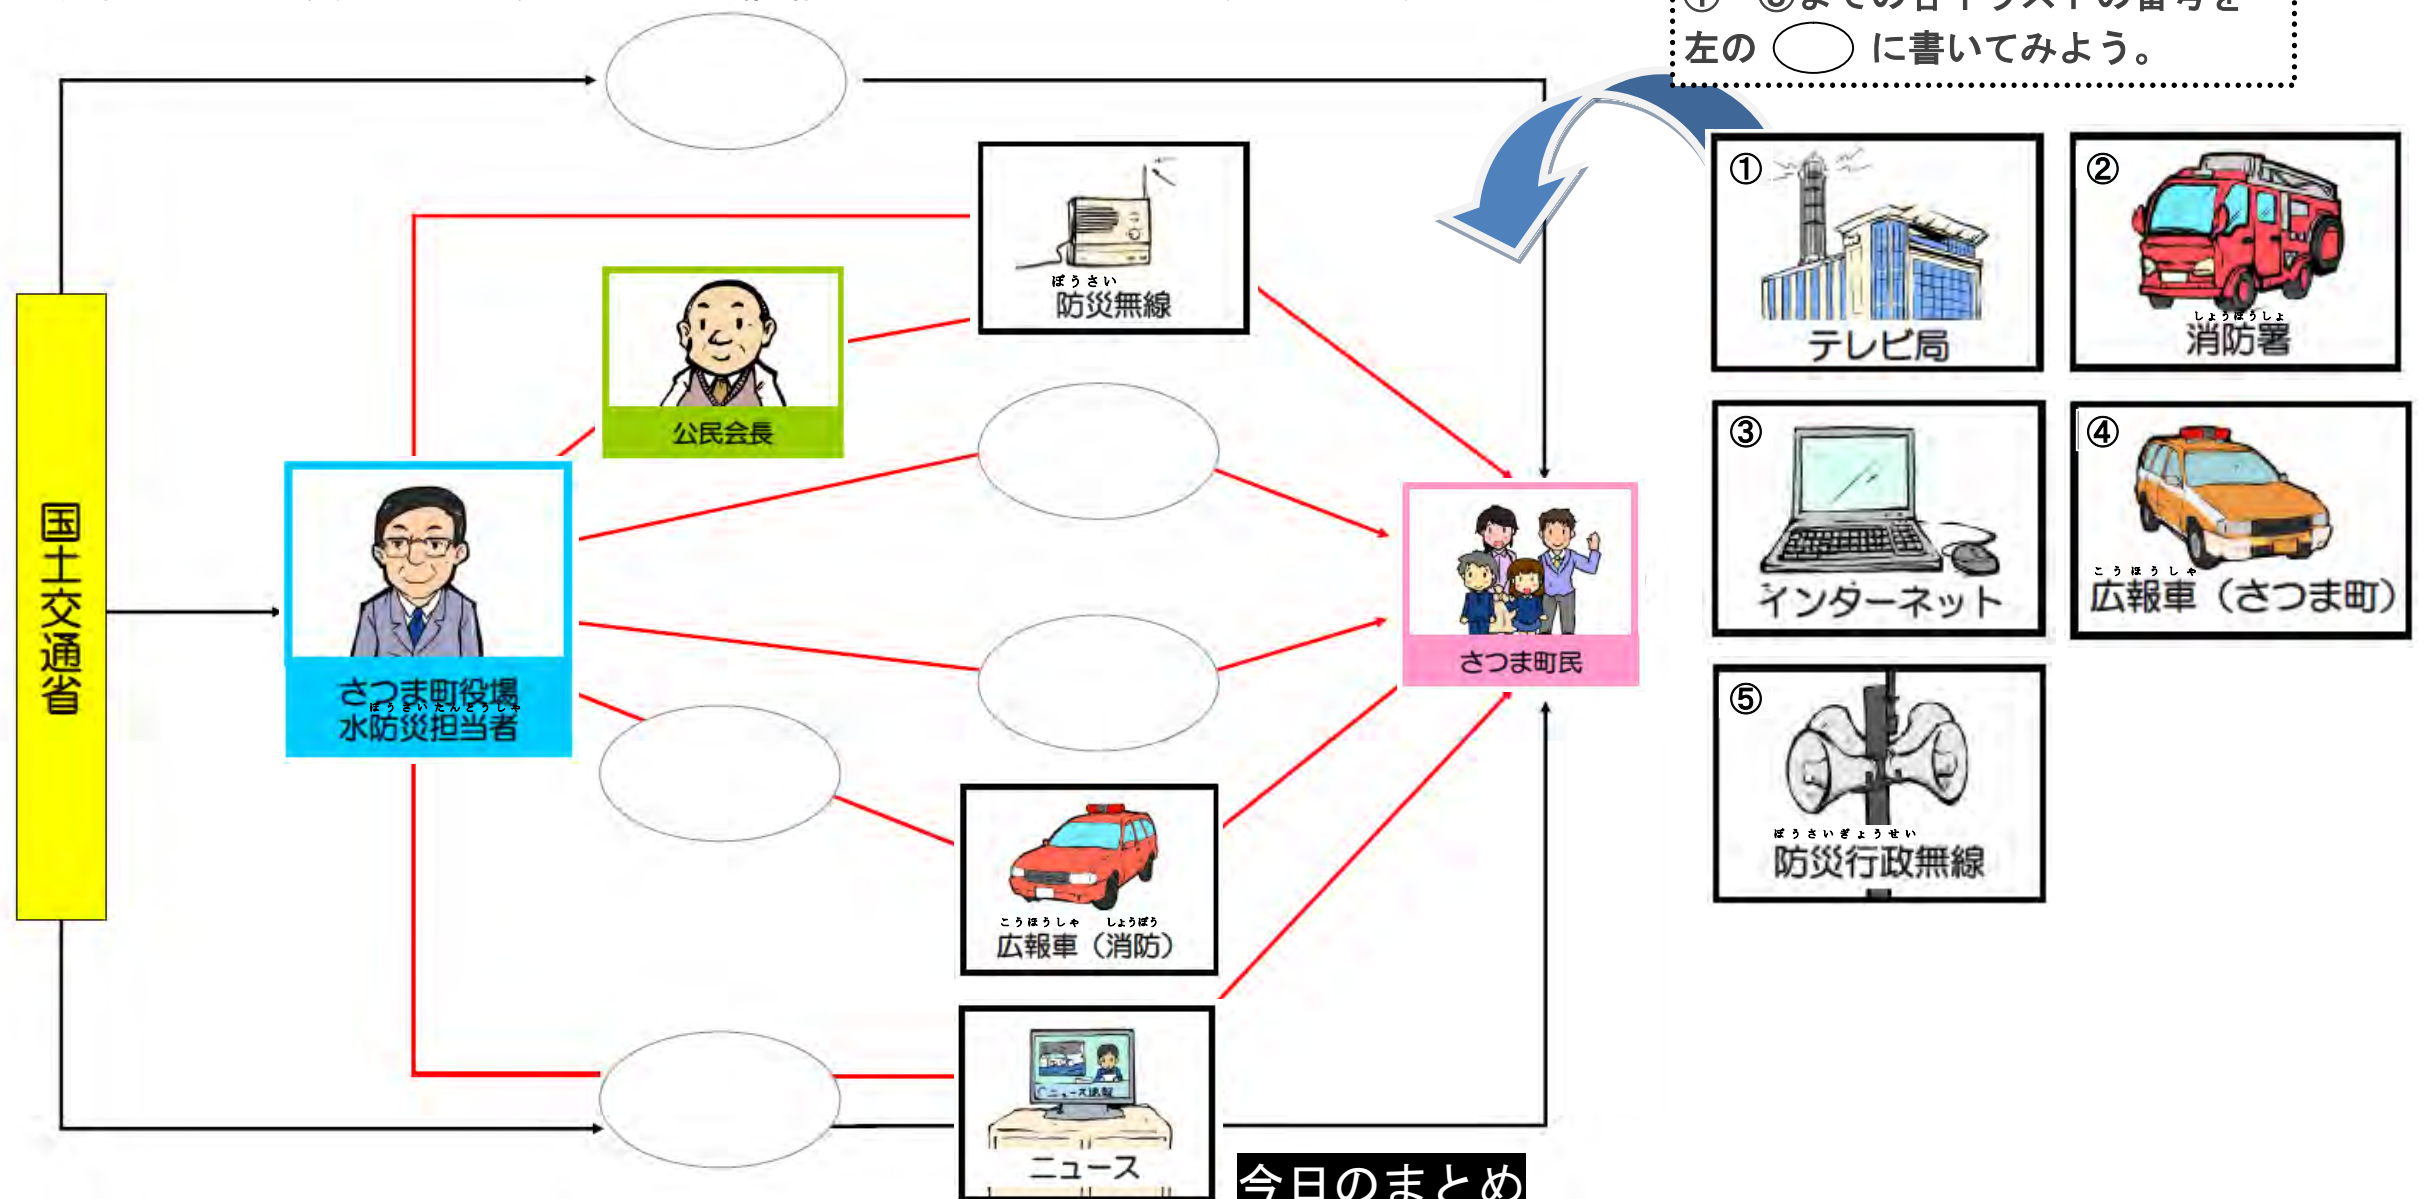 左の に書いてみよう。
国土交通省
ぼうさい
防災無線
公民会長
さつま町役場
ぼうさいたんとうしゃ
水防災担当者
さつま町民
こうほうしゃ しょうぼう
広報車（消防）
ニュース速報
ニュース
①
テレビ局
②
しょうぼうしょ
消防署
③
インターネット
④
こうほうしゃ
広報車（さつま町）
⑤
ぼうさいぎょうせい
防災行政無線
今日のまとめ